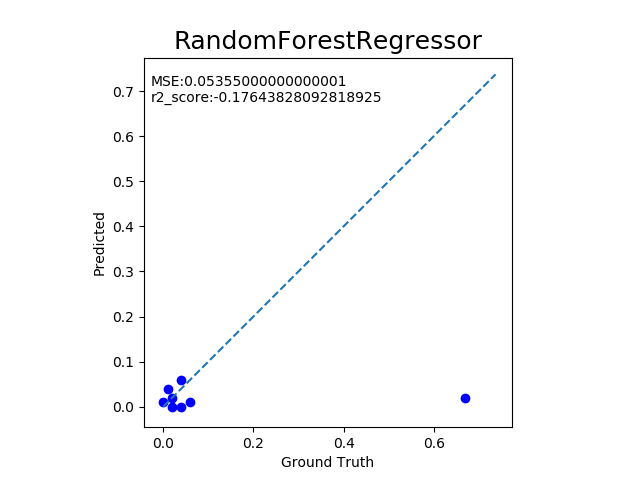 RandomForestRegressor
MSE:0.05355000000000001
r2_score:-0.17643828092818925
0.7
0.6
0.5
0.4
0.3
0.2
0.1
0.0
Predicted
0.0 0.2 0.4 0.6
Ground Truth